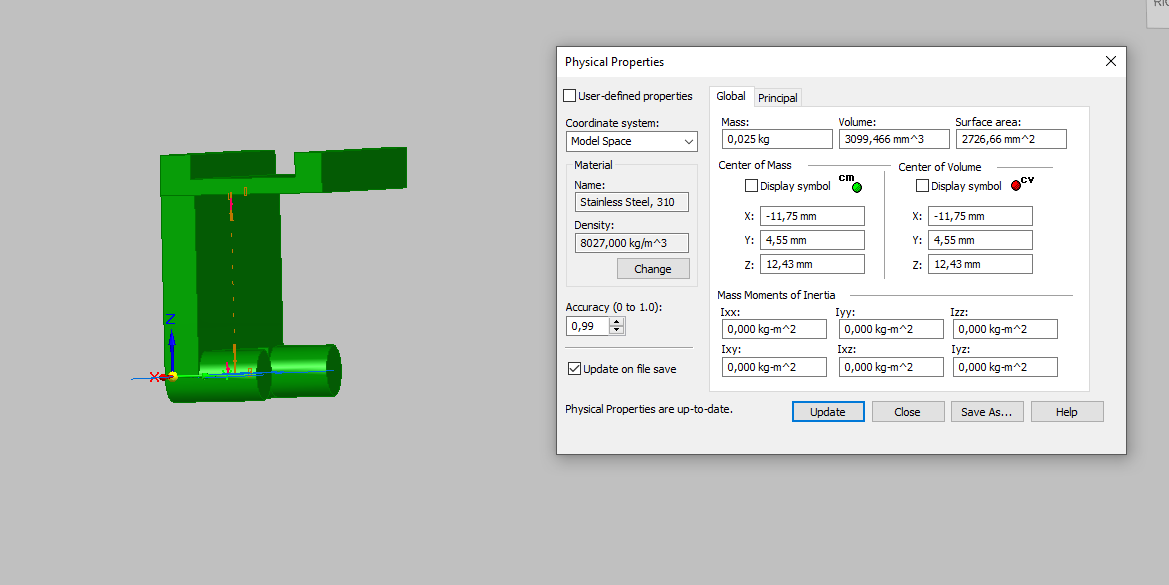 Physical Properties
User-defined properties
Coordinate system:
Model Space
Material
Name:
Stainless Steel, 310
Density:
8027,000 kg/m^3
Change
Accuracy (0 to 1.0):
0,99
Update on file save
Physical Properties are up-to-date.
Global
Principal
Mass:
Volume:
Surface area:
0,025 kg
3099,466 mm^3
2726,66 mm^2
Center of Mass
Display symbol
CM
X:
-11,75 mm
Y:
4,55 mm
Z:
12,43 mm
Center of Volume
Display symbol
CV
X:
-11,75 mm
Y:
4,55 mm
Z:
12,43 mm
Mass Moments of Inertia
Ixx:
Iyy:
Izz:
0,000 kg-m^2
0,000 kg-m^2
0,000 kg-m^2
Ixy:
Ixz:
Iyz:
0,000 kg-m^2
0,000 kg-m^2
0,000 kg-m^2
Update
Close
Save As...
Help
Z
X